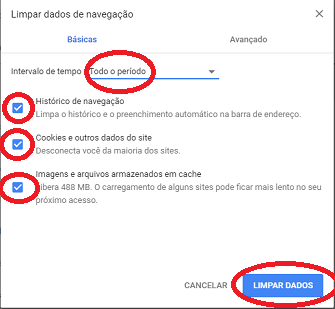 Limpar dados de navegação
Básicas Avançado
Intervalo de tempo Todo o período
Histórico de navegação
Limpa o histórico e o preenchimento automático na barra de endereço.
Cookies e outros dados do site
Desconecta você da maioria dos sites.
Imagens e arquivos armazenados em cache
Libera 488 MB. O carregamento de alguns sites pode ficar mais lento no seu
próximo acesso.
CANCELAR LIMPAR DADOS